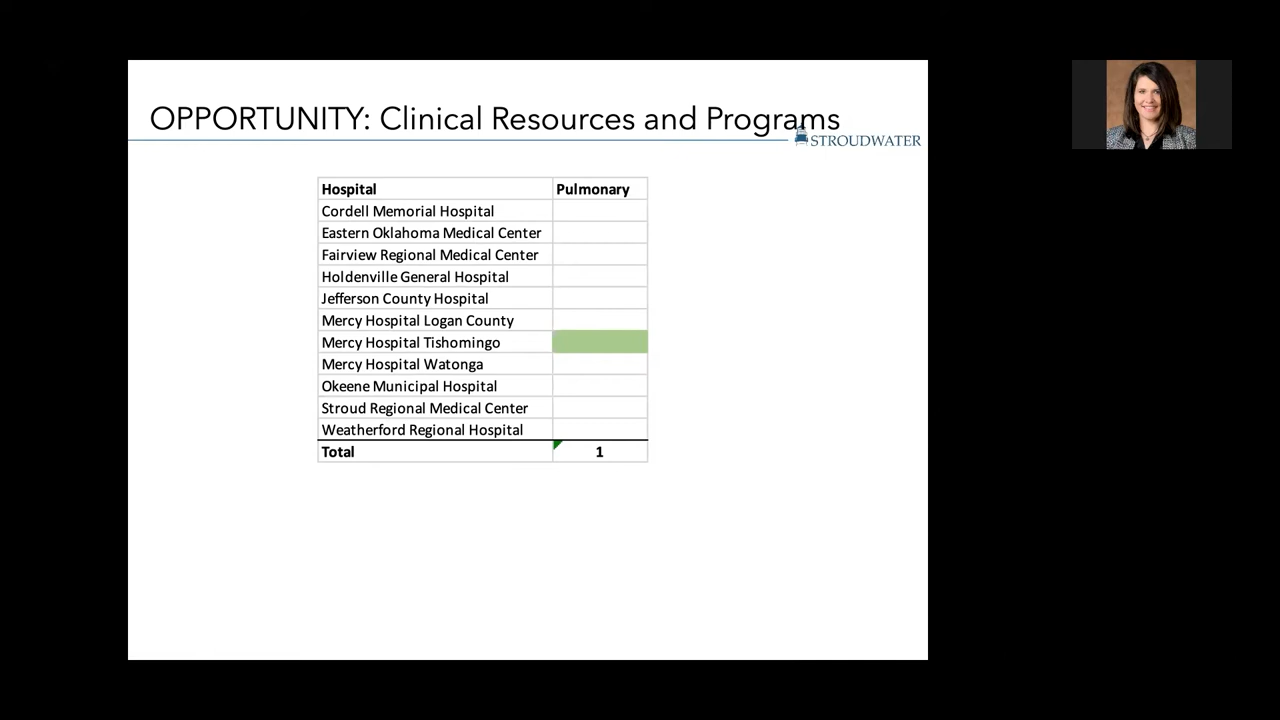 OPPORTUNITY: Clinical Resources and Programs
STROUDWATER
Hospital Pulmonary
Cordell Memorial Hospital
Eastern Oklahoma Medical Center
Fairview Regional Medical Center
Holdenville General Hospital
Jefferson County Hospital
Mercy Hospital Logan County
Mercy Hospital Tishomingo
Mercy Hospital Watonga
Okeene Municipal Hospital
Stroud Regional Medical Center
Weatherford Regional Hospital
Total 1